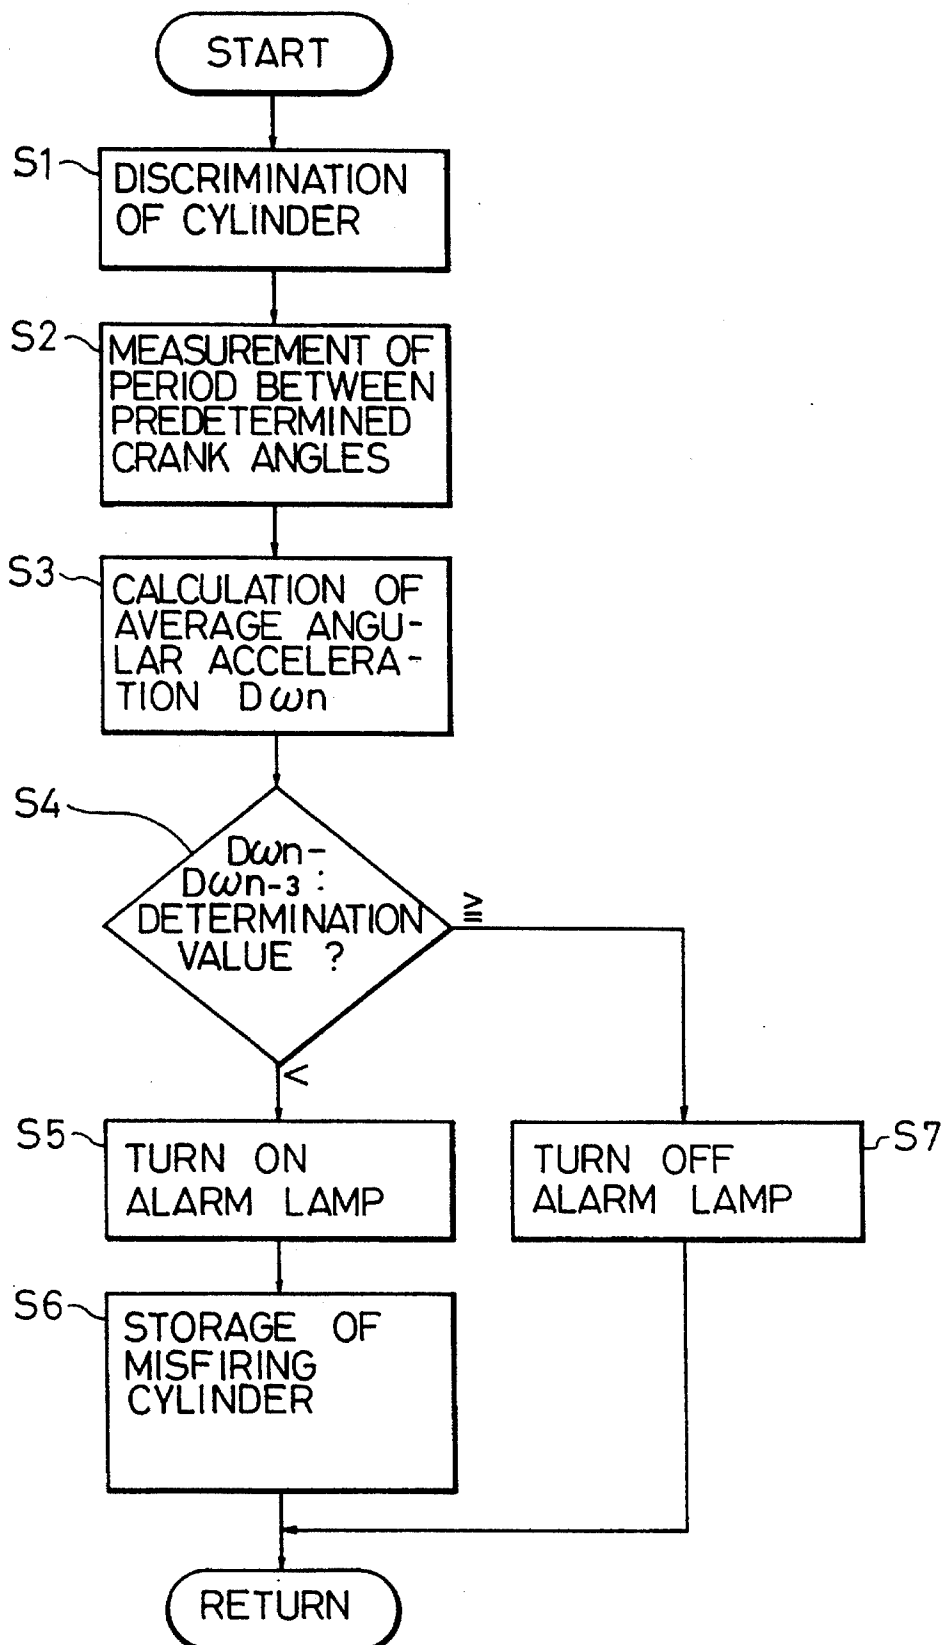 START
S1
DISCRIMINATION
OF CYLINDER
S2
MEASUREMENT OF
PERIOD BETWEEN
PREDETERMINED
CRANK ANGLES
S3
CALCULATION OF
AVERAGE ANGU-
LAR ACCELERA-
TION Dωn
S4
Dωn-
Dωn-3 :
DETERMINATION
VALUE ?
≧
<
S5
TURN ON
ALARM LAMP
S7
TURN OFF
ALARM LAMP
S6
STORAGE OF
MISFIRING
CYLINDER
RETURN